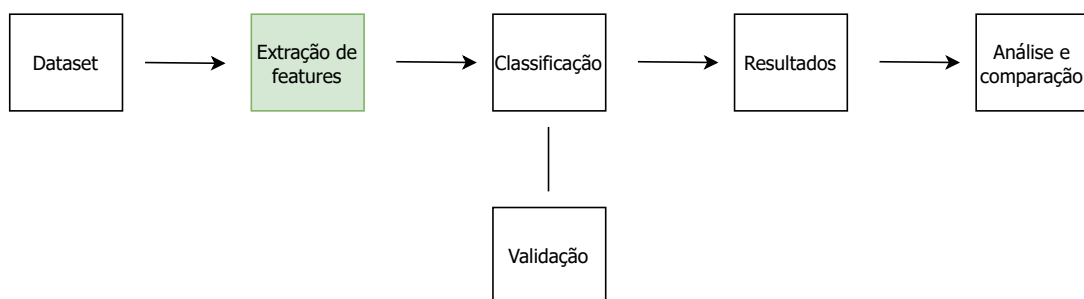 Dataset
Extração de
features
Classificação
Resultados
Análise e
comparação
Validação